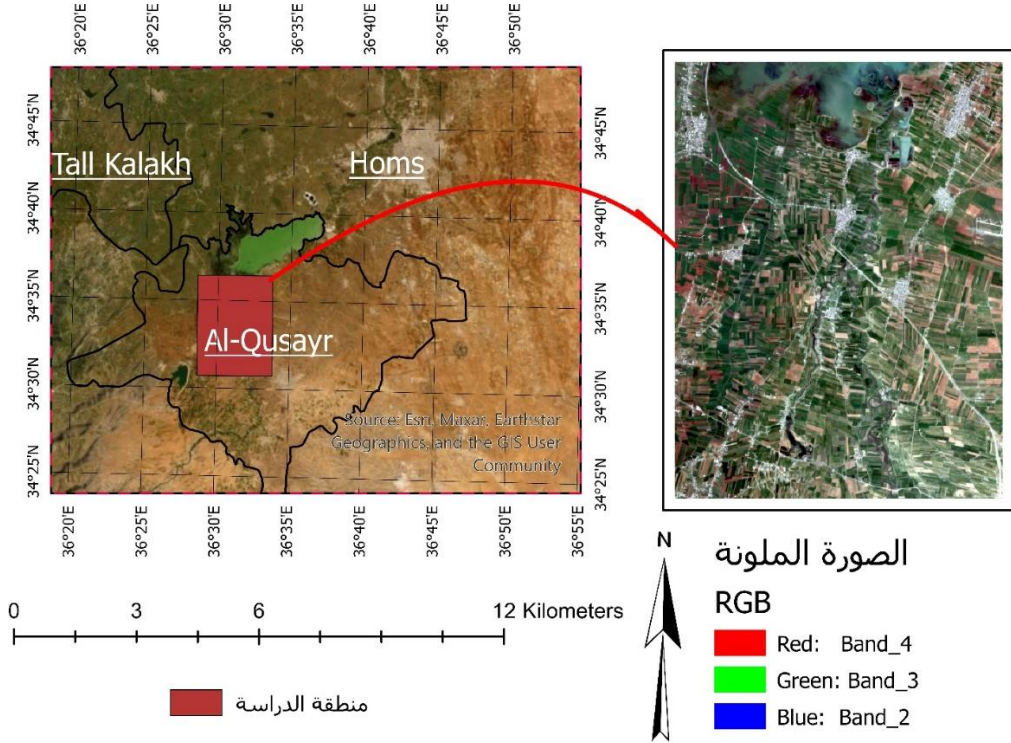 36°20'E 36°25'E 36°30'E 36°35'E 36°40'E 36°45'E 36°50'E
34°45'N 34°40'N 34°35'N 34°30'N 34°25'N
Tall Kalakh
Homs
Al-Qusayr
Source: Esri, Maxar, Earthstar
Geographics, and the GIS User
Community
34°45'N 34°40'N 34°35'N 34°30'N 34°25'N
36°20'E 36°25'E 36°30'E 36°35'E 36°40'E 36°45'E 36°50'E 36°55'E
0 3 6 12 Kilometers
منطقة الدراسة
N
الصورة الملونة
RGB
Red: Band_4
Green: Band_3
Blue: Band_2